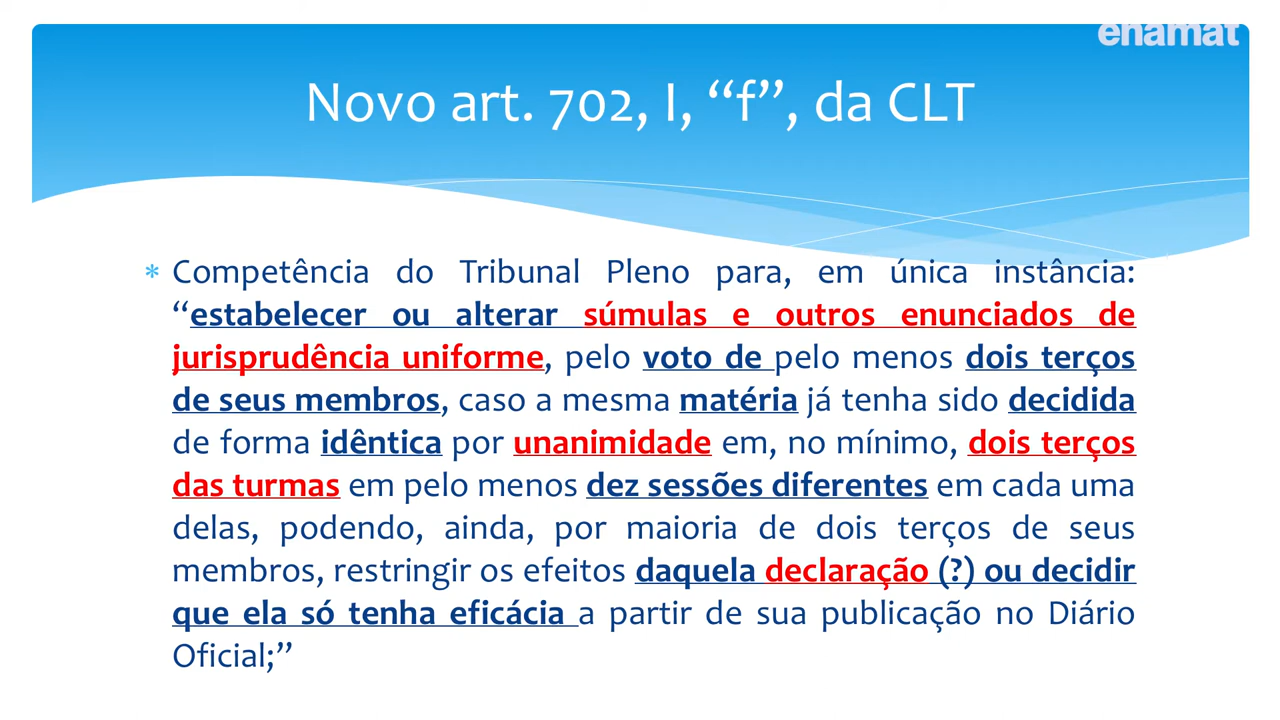 enamat
Novo art. 702, I, “f”, da CLT
* Competência do Tribunal Pleno para, em única instância:
“estabelecer ou alterar súmulas e outros enunciados de
jurisprudência uniforme, pelo voto de pelo menos dois terços
de seus membros, caso a mesma matéria já tenha sido decidida
de forma idêntica por unanimidade em, no mínimo, dois terços
das turmas em pelo menos dez sessões diferentes em cada uma
delas, podendo, ainda, por maioria de dois terços de seus
membros, restringir os efeitos daquela declaração (?) ou decidir
que ela só tenha eficácia a partir de sua publicação no Diário
Oficial;”